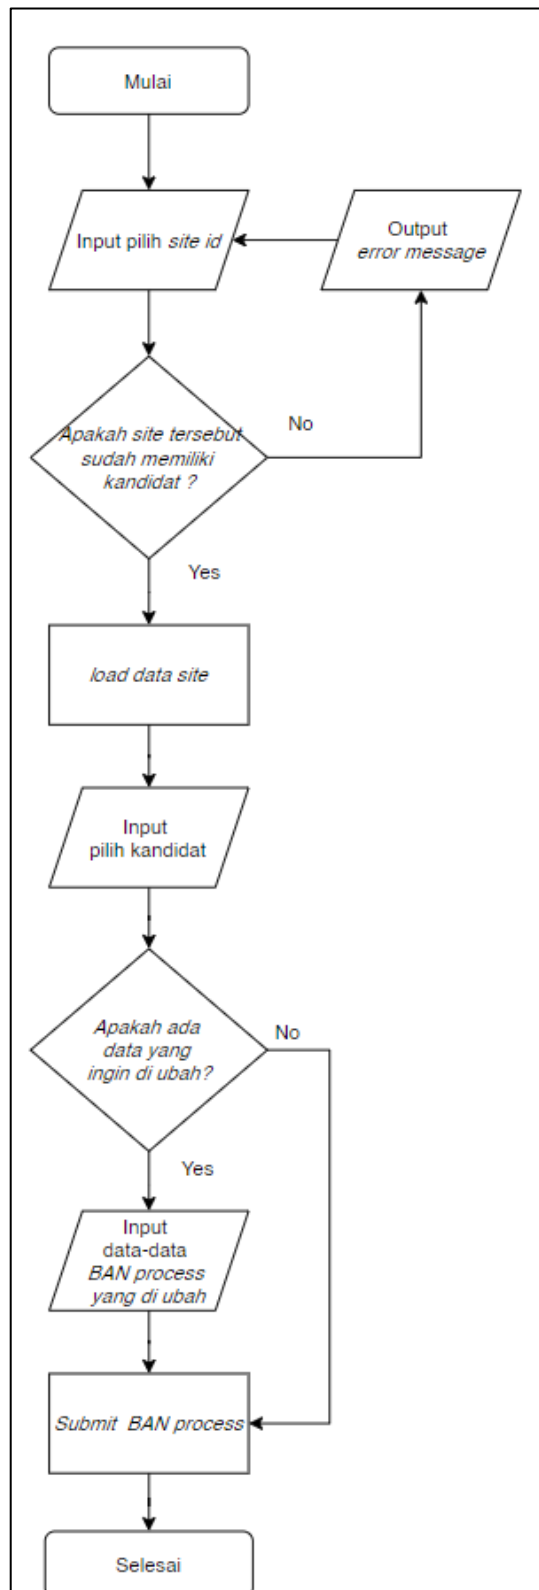 Mulai
Input pilih site id
Output
error message
Apakah site tersebut
sudah memiliki
kandidat ?
No
Yes
load data site
Input
pilih kandidat
Apakah ada
data yang
ingin di ubah?
No
Yes
Input
data-data
BAN process
yang di ubah
Submit BAN process
Selesai